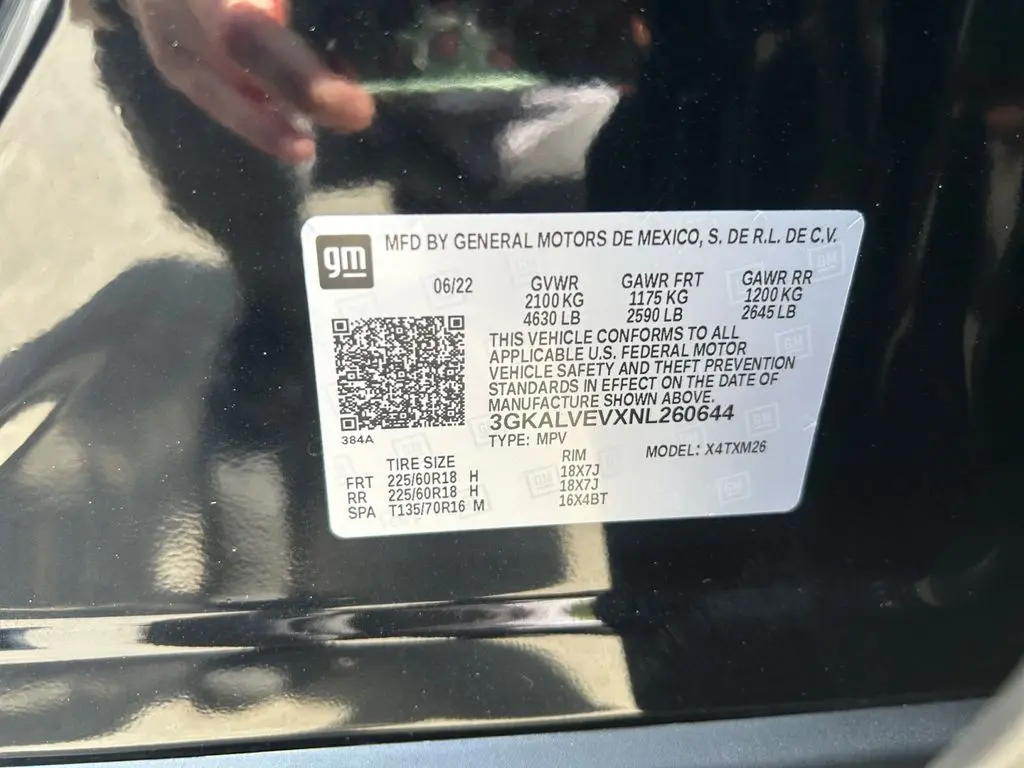 gm
MFD BY GENERAL MOTORS DE MEXICO, S. DE R.L. DE C.V.
06/22 GVWR GAWR FRT GAWR RR
2100 KG 1175 KG 1200 KG
4630 LB 2590 LB 2645 LB
THIS VEHICLE CONFORMS TO ALL
APPLICABLE U.S. FEDERAL MOTOR
VEHICLE SAFETY AND THEFT PREVENTION
STANDARDS IN EFFECT ON THE DATE OF
MANUFACTURE SHOWN ABOVE.
3GKALVEVXNL260644
384A
TYPE: MPV MODEL: X4TXM26
TIRE SIZE RIM
FRT 225/60R18 H 18X7J
RR 225/60R18 H 18X7J
SPA T135/70R16 M 16X4BT